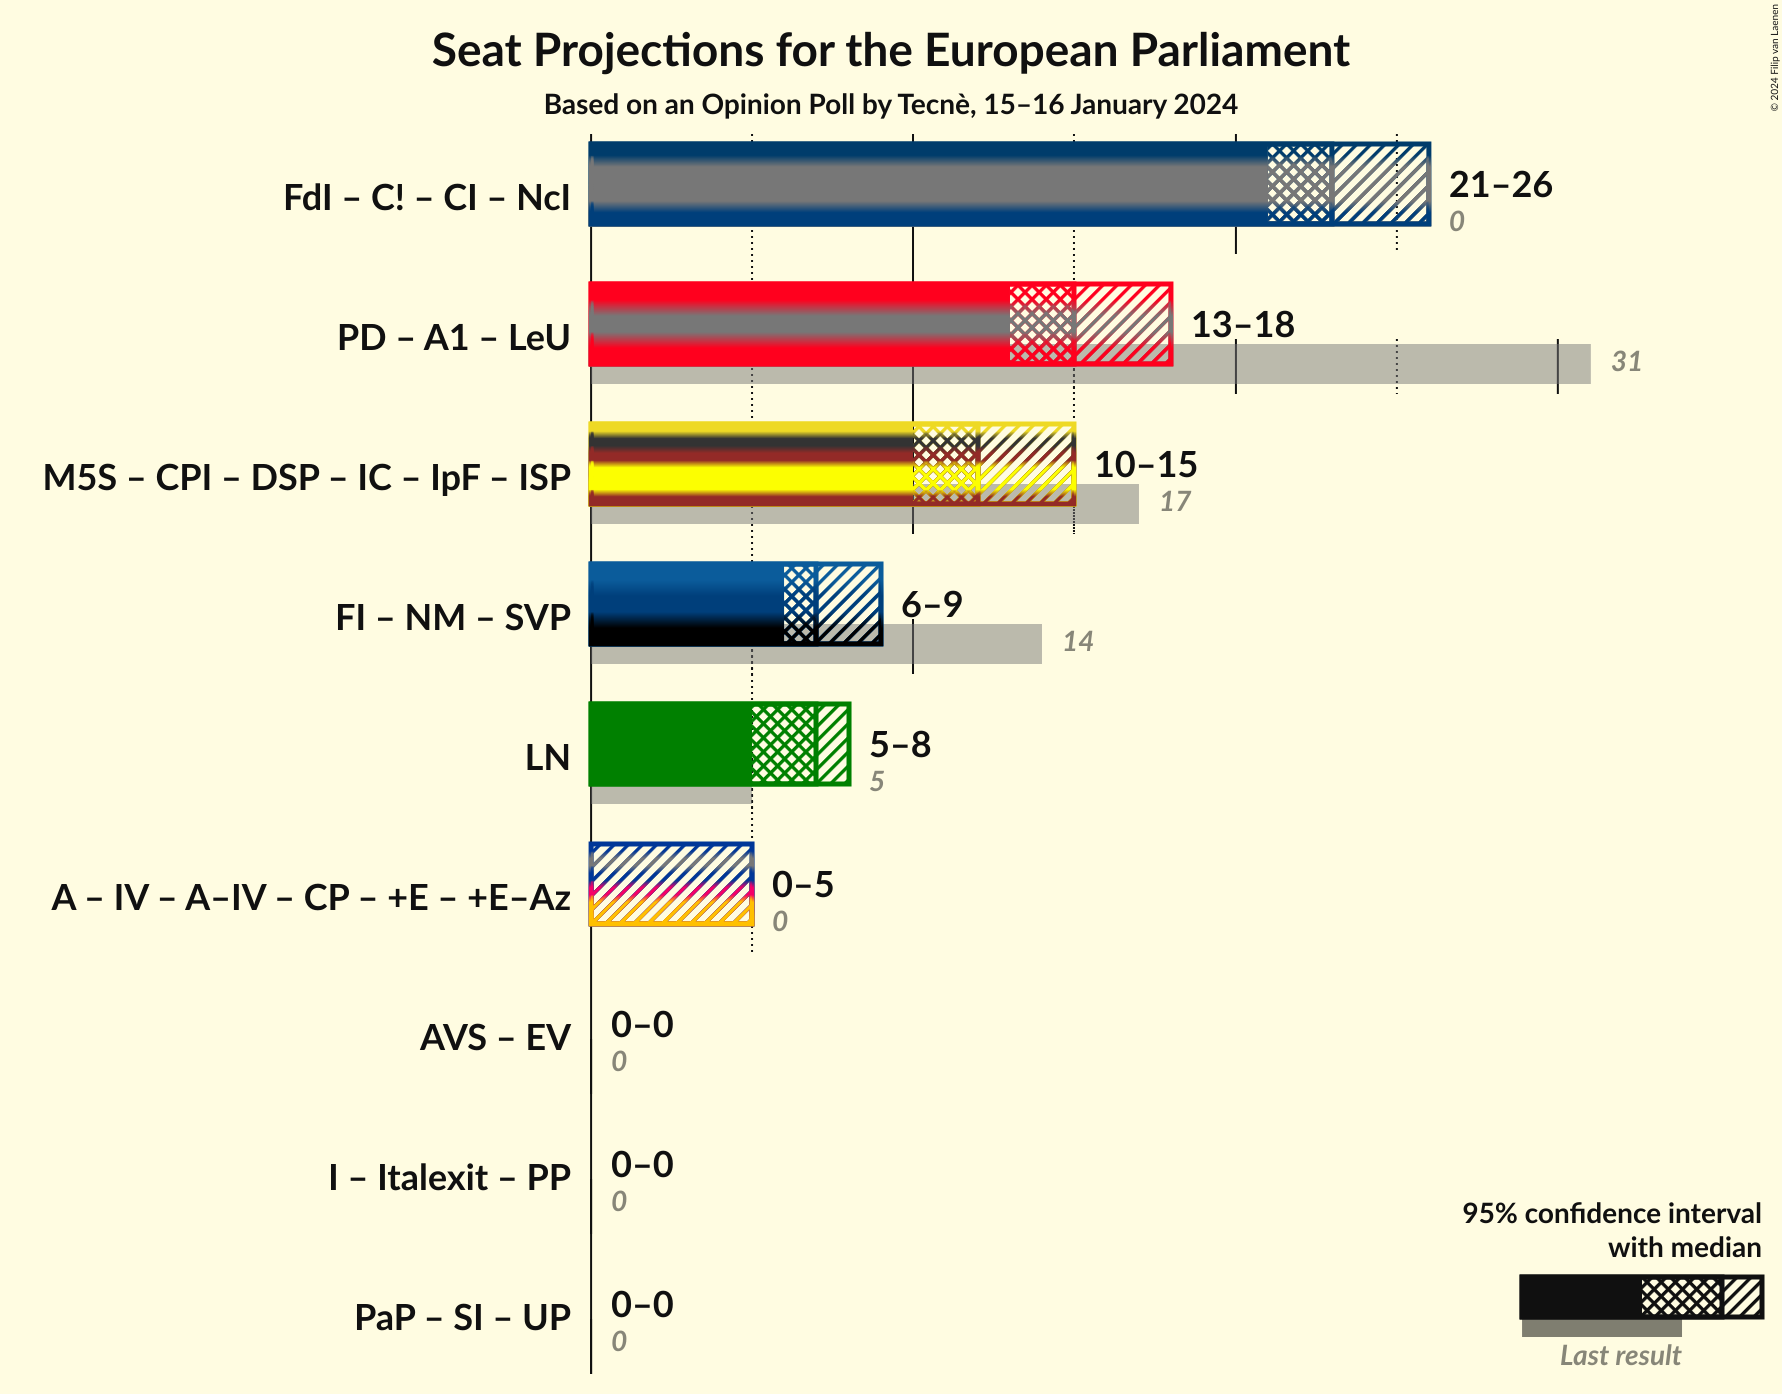 Seat Projections for the European Parliament
Based on an Opinion Poll by Tecnè, 15–16 January 2024
© 2024 Filip van Laenen
FdI – C! – CI – NcI
21–26
0
PD – A1 – LeU
13–18
31
M5S – CPI – DSP – IC – IpF – ISP
10–15
17
FI – NM – SVP
6–9
14
LN
5–8
5
A – IV – A–IV – CP – +E – +E–Az
0–5
0
AVS – EV
0–0
0
I – Italexit – PP
0–0
0
PaP – SI – UP
0–0
0
95% confidence interval
with median
Last result